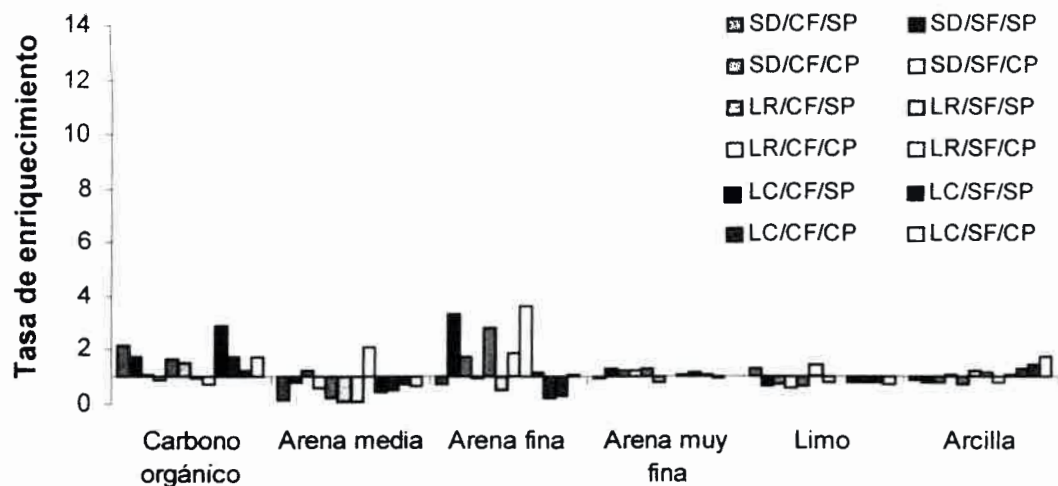 Tasa de enriquecimiento
14
12
10
8
6
4
2
0
SD/CF/SP SD/SF/SP
SD/CF/CP SD/SF/CP
LR/CF/SP LR/SF/SP
LR/CF/CP LR/SF/CP
LC/CF/SP LC/SF/SP
LC/CF/CP LC/SF/CP
Carbono orgánico
Arena media
Arena fina
Arena muy fina
Limo
Arcilla